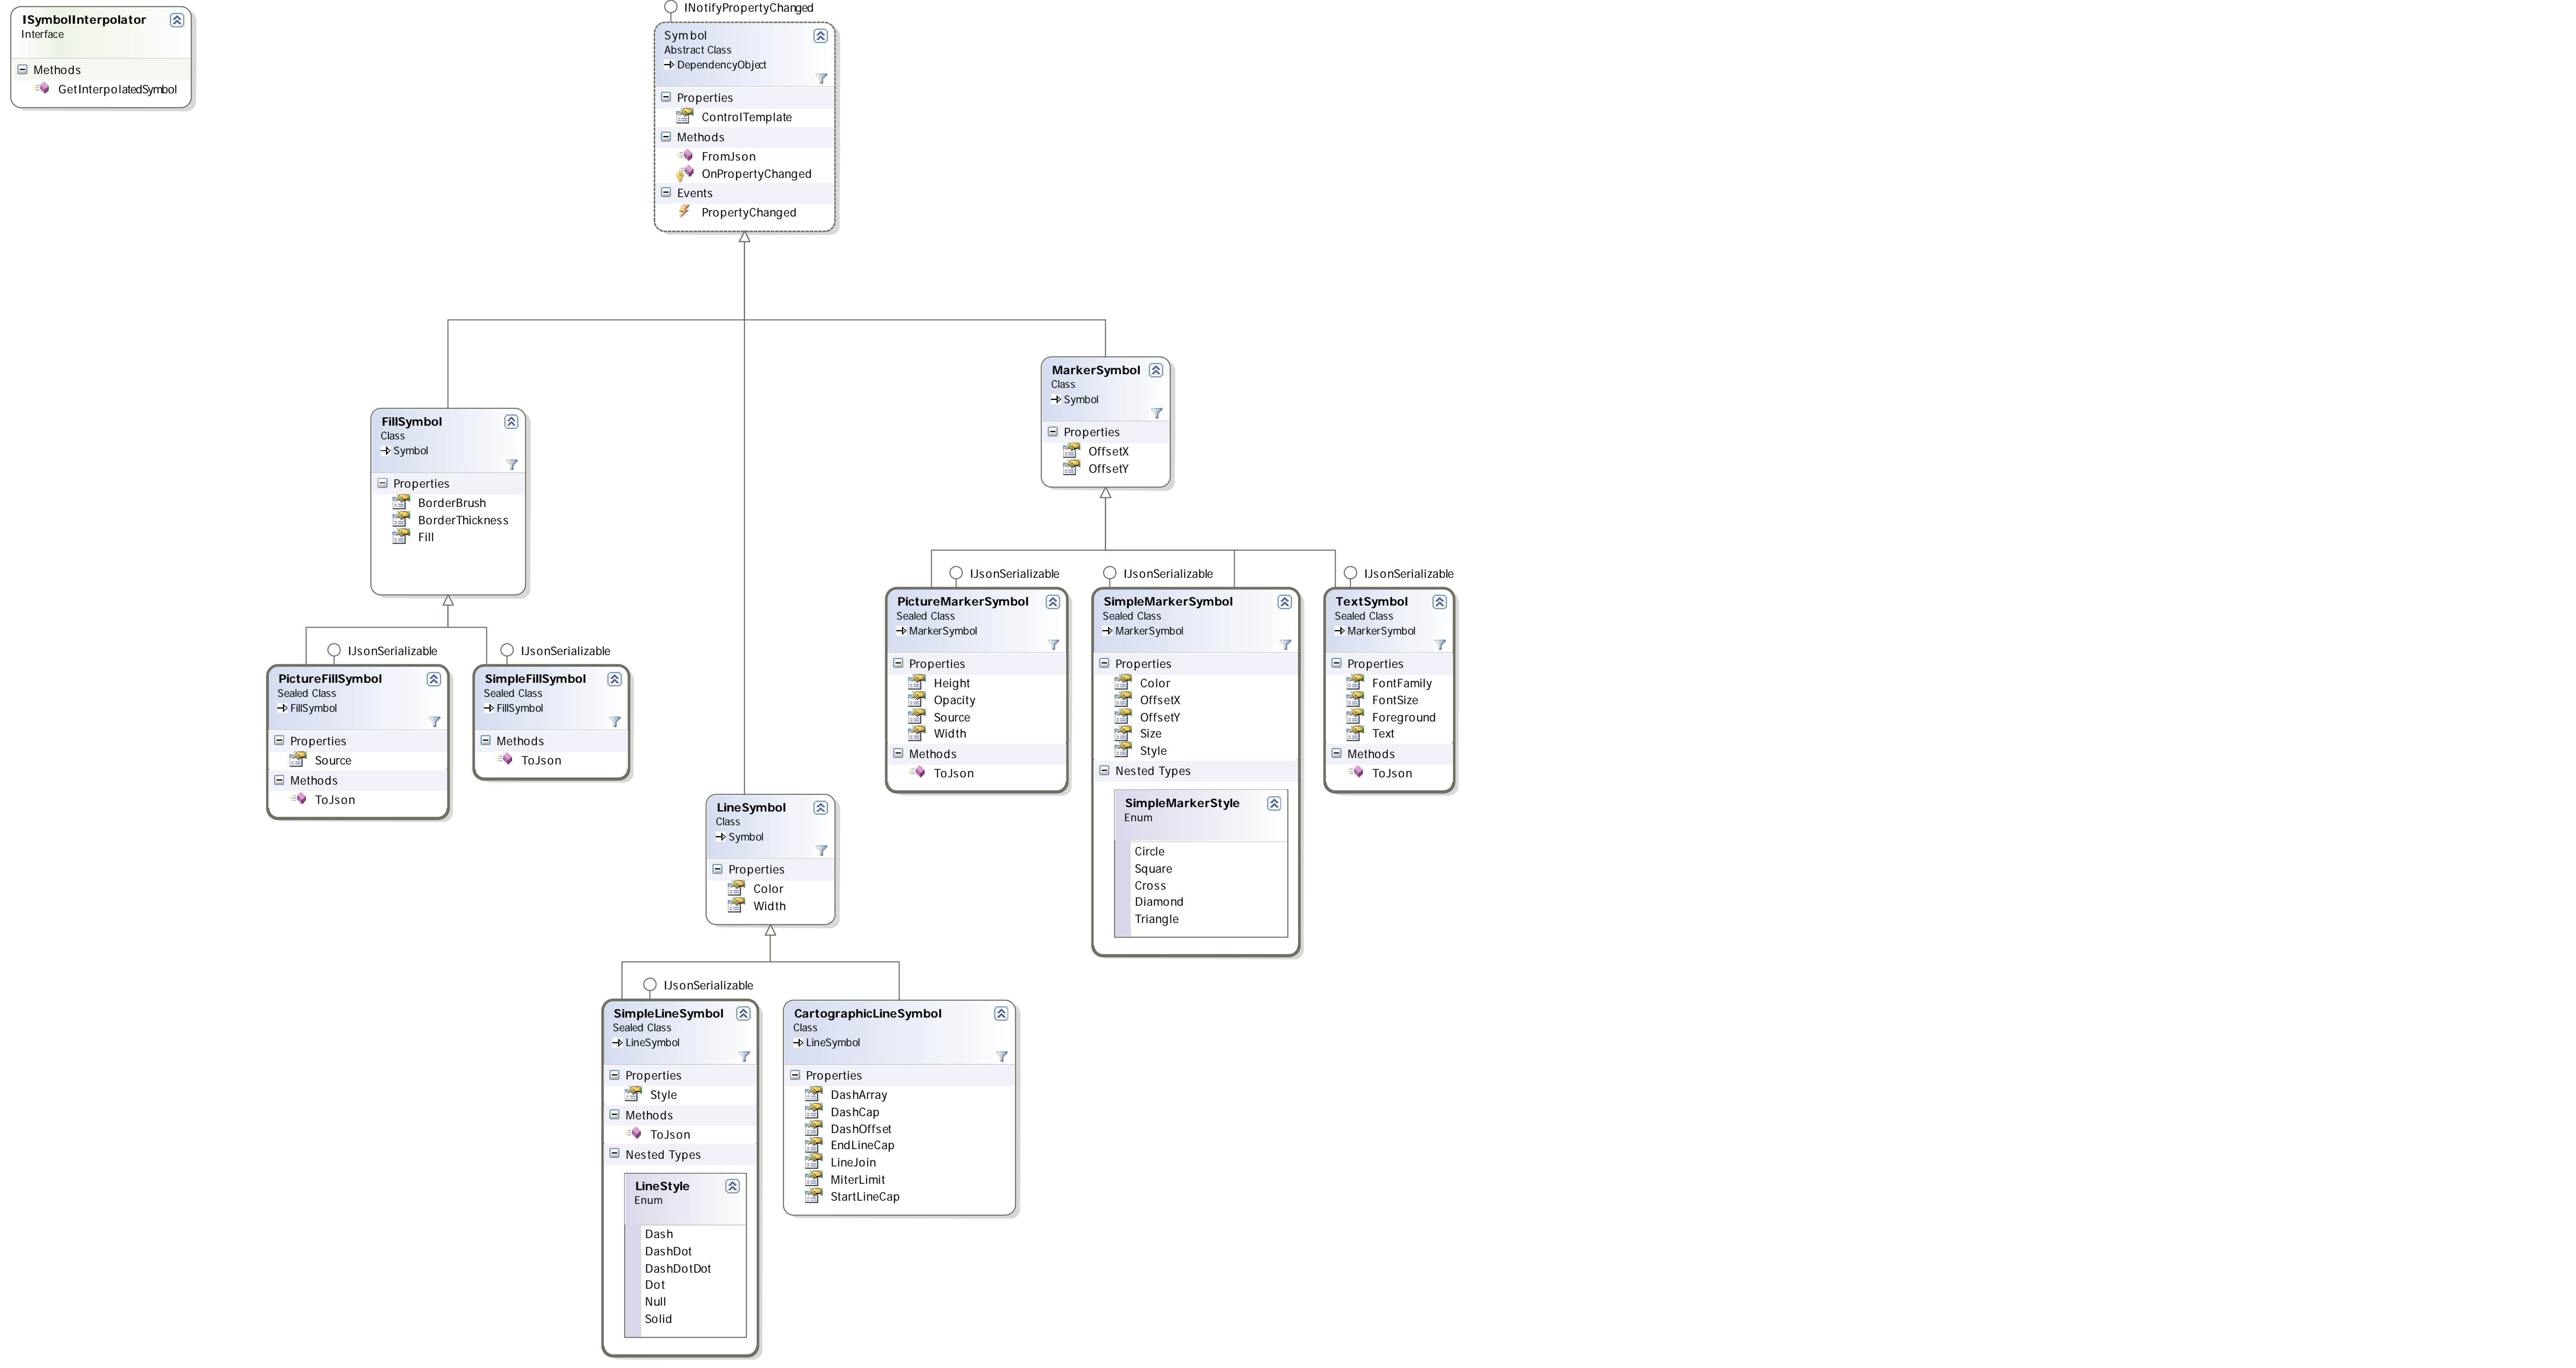 ISymbolInterpolator
Interface
Methods
GetInterpolatedSymbol
INotifyPropertyChanged
Symbol
Abstract Class
DependencyObject
Properties
ControlTemplate
Methods
FromJson
OnPropertyChanged
Events
PropertyChanged
FillSymbol
Class
Symbol
Properties
BorderBrush
BorderThickness
Fill
MarkerSymbol
Class
Symbol
Properties
OffsetX
OffsetY
IJsonSerializable
PictureFillSymbol
Sealed Class
FillSymbol
Properties
Source
Methods
ToJson
IJsonSerializable
SimpleFillSymbol
Sealed Class
FillSymbol
Methods
ToJson
IJsonSerializable
PictureMarkerSymbol
Sealed Class
MarkerSymbol
Properties
Height
Opacity
Source
Width
Methods
ToJson
IJsonSerializable
SimpleMarkerSymbol
Sealed Class
MarkerSymbol
Properties
Color
OffsetX
OffsetY
Size
Style
Nested Types
SimpleMarkerStyle
Enum
Circle
Square
Cross
Diamond
Triangle
IJsonSerializable
TextSymbol
Sealed Class
MarkerSymbol
Properties
FontFamily
FontSize
Foreground
Text
Methods
ToJson
LineSymbol
Class
Symbol
Properties
Color
Width
IJsonSerializable
SimpleLineSymbol
Sealed Class
LineSymbol
Properties
Style
Methods
ToJson
Nested Types
LineStyle
Enum
Dash
DashDot
DashDotDot
Dot
Null
Solid
CartographicLineSymbol
Class
LineSymbol
Properties
DashArray
DashCap
DashOffset
EndLineCap
LineJoin
MiterLimit
StartLineCap